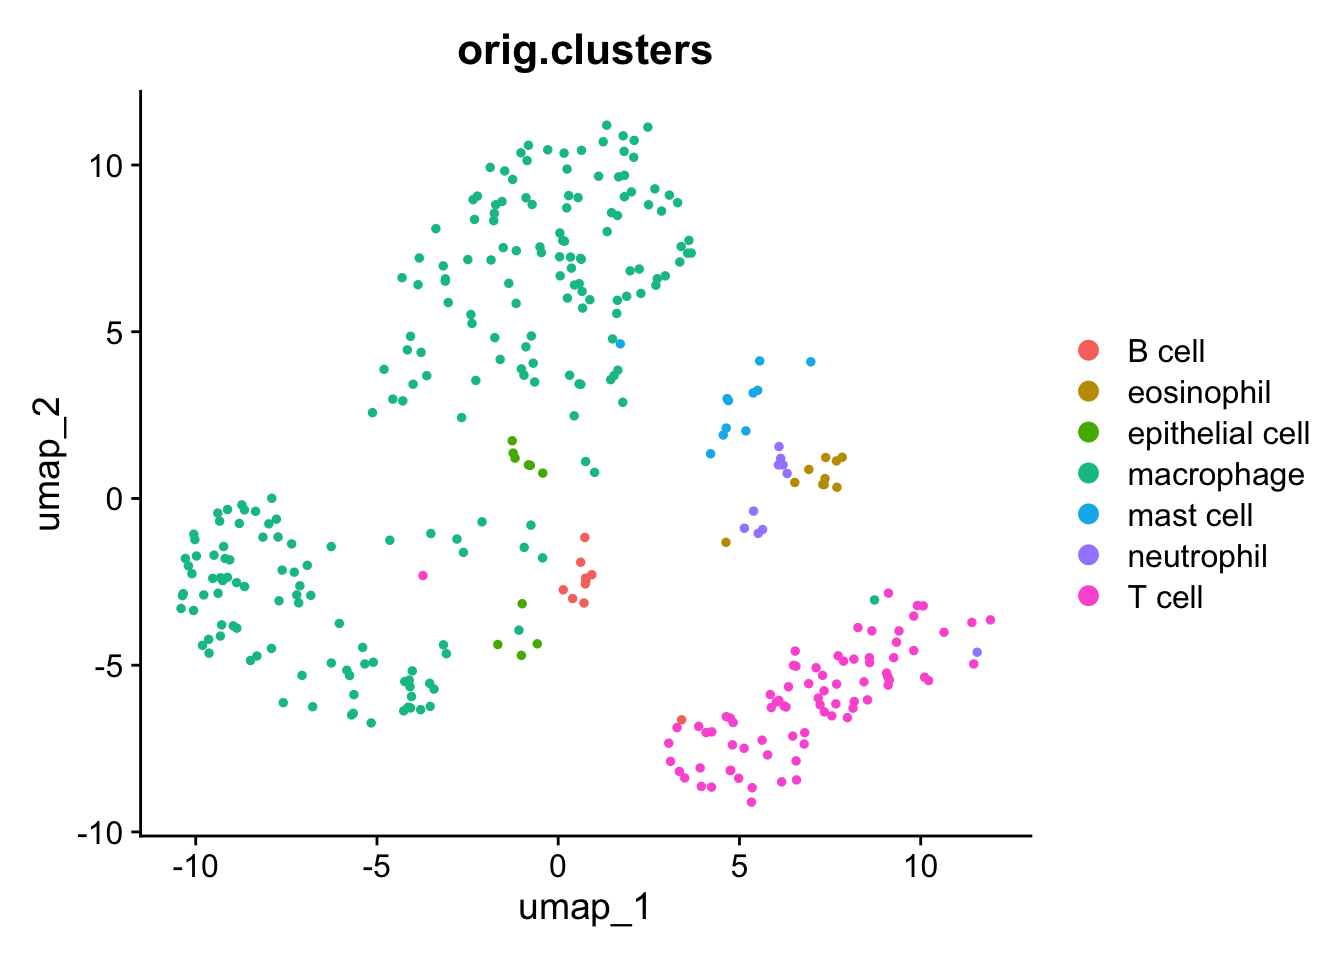 orig.clusters
10
5
0
-5
-10
umap_2
-10 -5 0 5 10
umap_1
B cell
eosinophil
epithelial cell
macrophage
mast cell
neutrophil
T cell